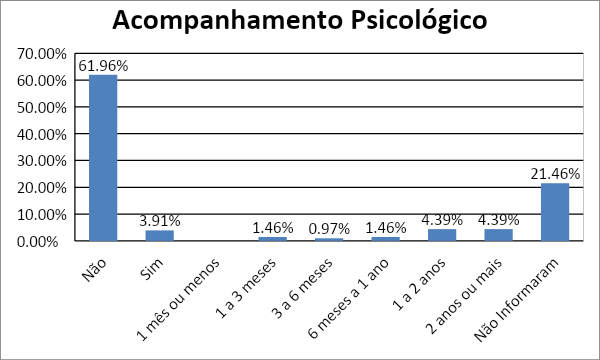 Acompanhamento Psicológico
70.00%
60.00%
50.00%
40.00%
30.00%
20.00%
10.00%
0.00%
61.96%
3.91%
1.46%
0.97%
1.46%
4.39%
4.39%
21.46%
Não
Sim
1 mês ou menos
1 a 3 meses
3 a 6 meses
6 meses a 1 ano
1 a 2 anos
2 anos ou mais
Não Informaram